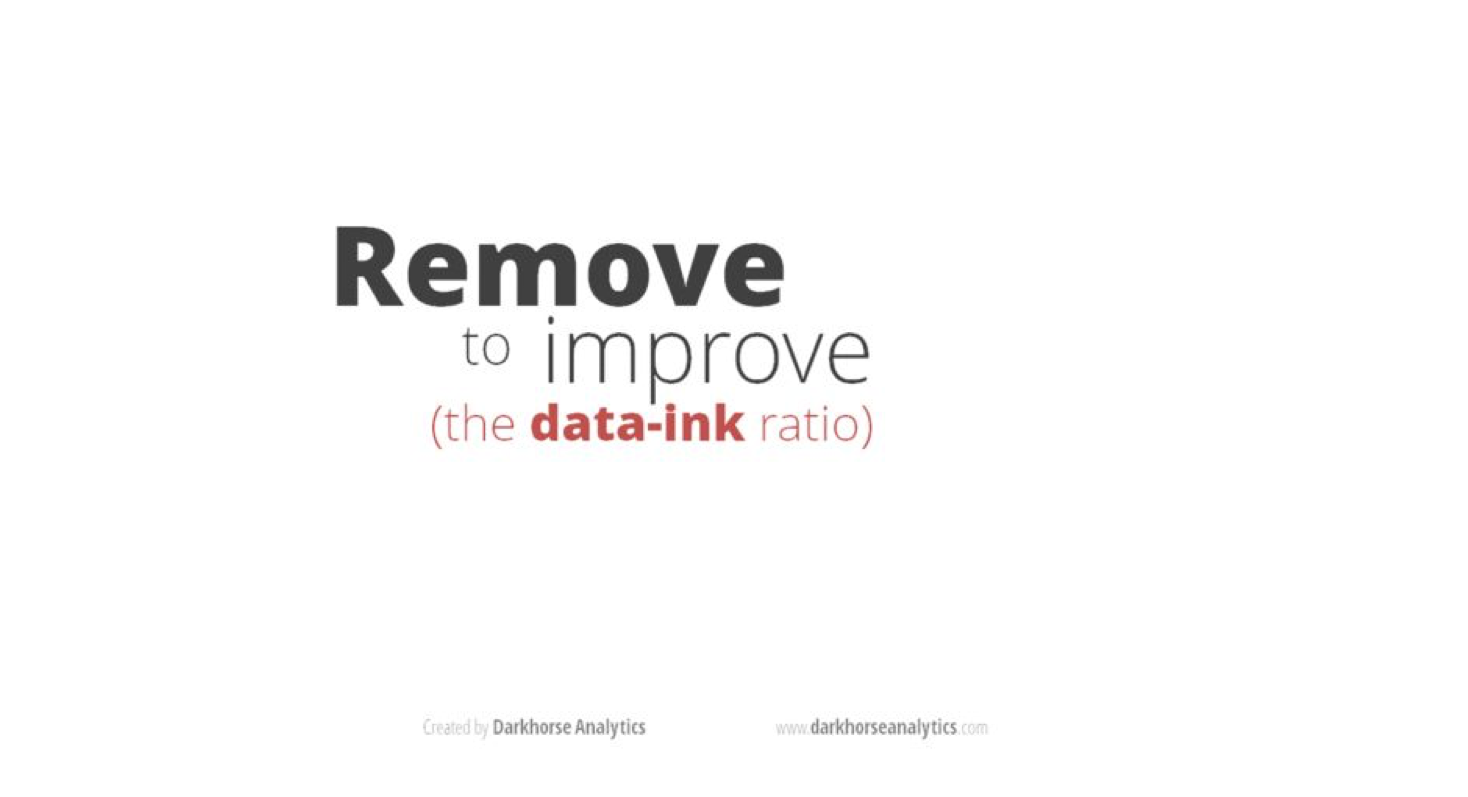 Remove
to improve
(the data-ink ratio)
Created by Darkhorse Analytics
www.darkhorseanalytics.com